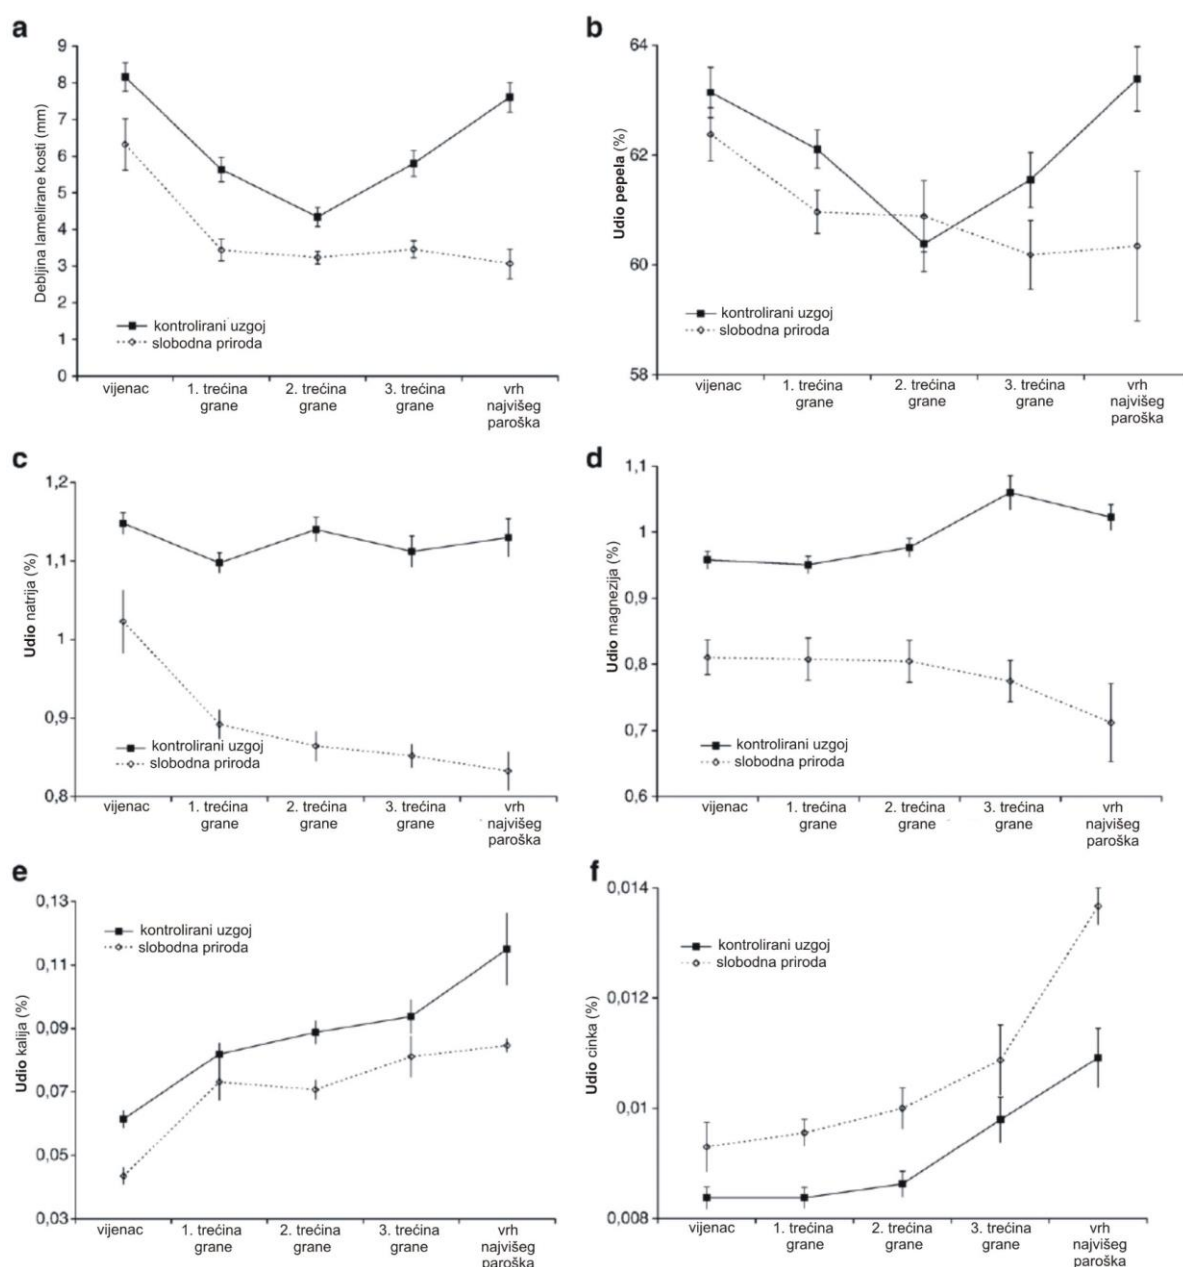 a
Debljina lamelirane kosti (mm)
9
8
7
6
5
4
3
2
1
0
kontrolirani uzgoj
slobodna priroda
vijenac
1. trećina
grane
2. trećina
grane
3. trećina
grane
vrh
najvišeg
paroška
b
Udio pepela (%)
64
62
60
58
kontrolirani uzgoj
slobodna priroda
vijenac
1. trećina
grane
2. trećina
grane
3. trećina
grane
vrh
najvišeg
paroška
c
Udio natrija (%)
1,2
1,1
1
0,9
0,8
kontrolirani uzgoj
slobodna priroda
vijenac
1. trećina
grane
2. trećina
grane
3. trećina
grane
vrh
najvišeg
paroška
d
Udio magnezija (%)
1,1
1
0,9
0,8
0,7
0,6
kontrolirani uzgoj
slobodna priroda
vijenac
1. trećina
grane
2. trećina
grane
3. trećina
grane
vrh
najvišeg
paroška
e
Udio kalija (%)
0,13
0,11
0,09
0,07
0,05
0,03
kontrolirani uzgoj
slobodna priroda
vijenac
1. trećina
grane
2. trećina
grane
3. trećina
grane
vrh
najvišeg
paroška
f
Udio cinka (%)
0,014
0,012
0,01
0,008
kontrolirani uzgoj
slobodna priroda
vijenac
1. trećina
grane
2. trećina
grane
3. trećina
grane
vrh
najvišeg
paroška